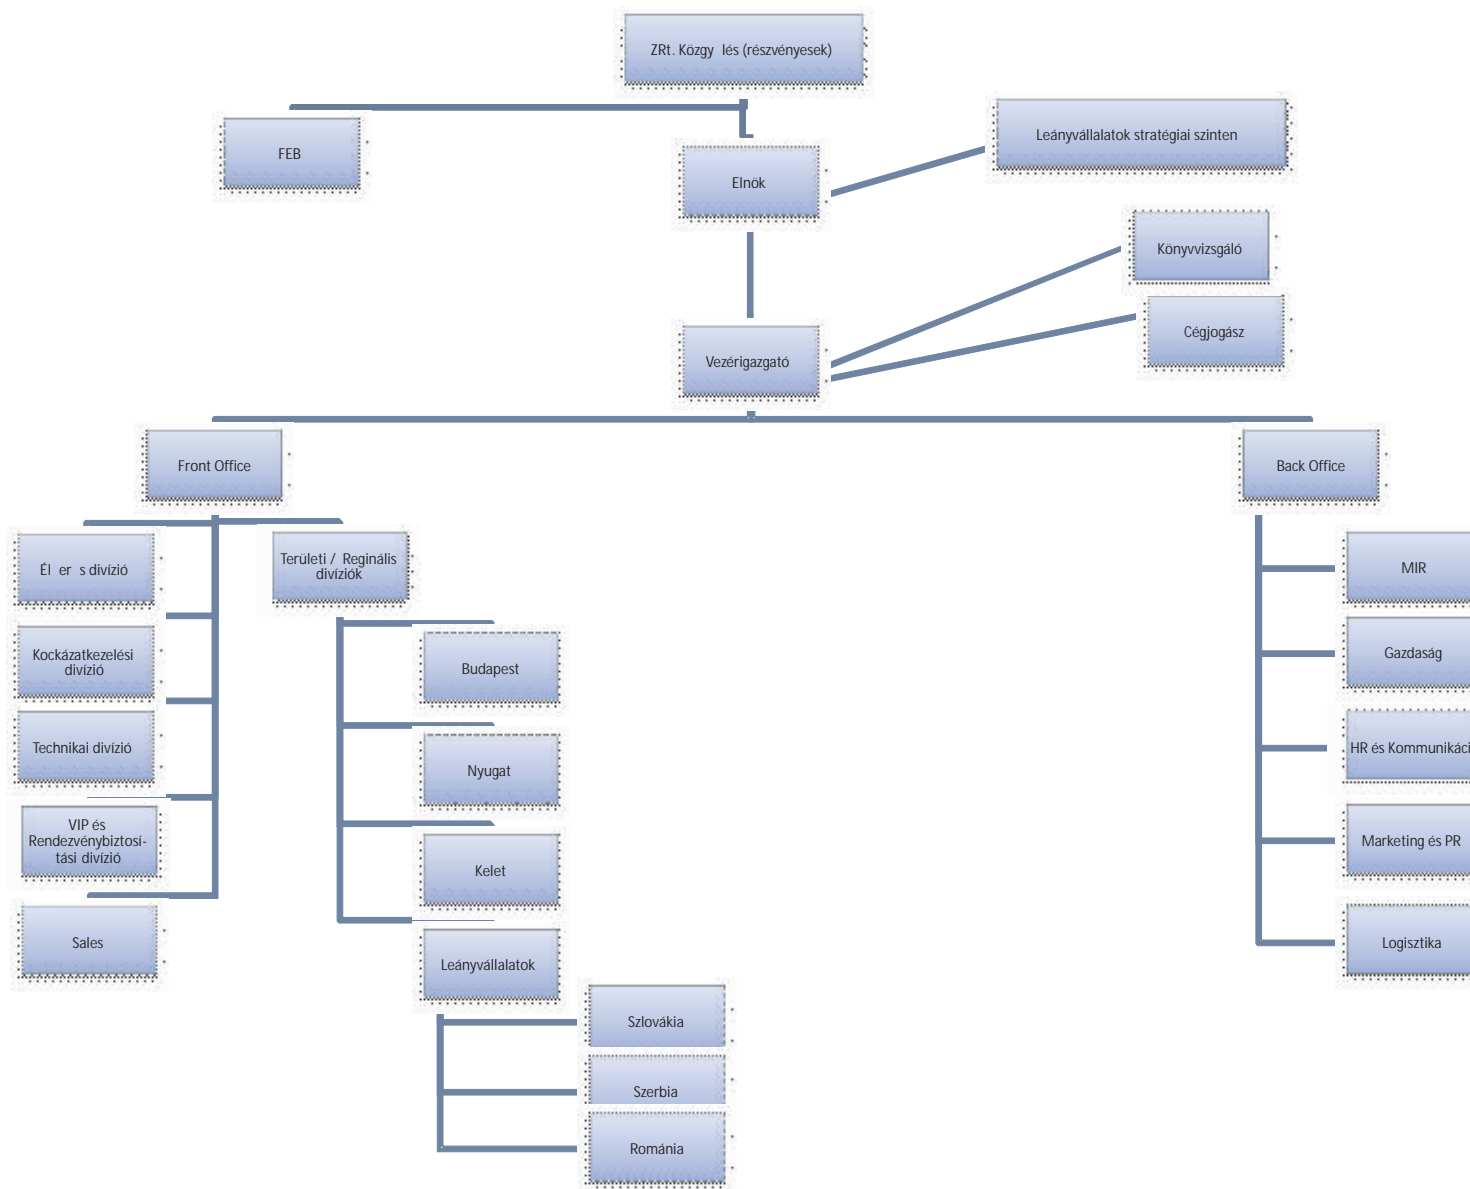 ZRt. Közgy lés (részvényesek)
Leányvállalatok stratégiai szinten
FEB
Elnök
Könyvvizsgáló
Cégjogász
Vezérigazgató
Front Office
Back Office
Él er s divízió
Területi / Reginális
divíziók
MIR
Kockázatkezelési
divízió
Budapest
Gazdaság
Technikai divízió
Nyugat
HR és Kommunikáci
VIP és
Rendezvénybiztosí-
tási divízió
Kelet
Marketing és PR
Sales
Leányvállalatok
Logisztika
Szlovákia
Szerbia
Románia